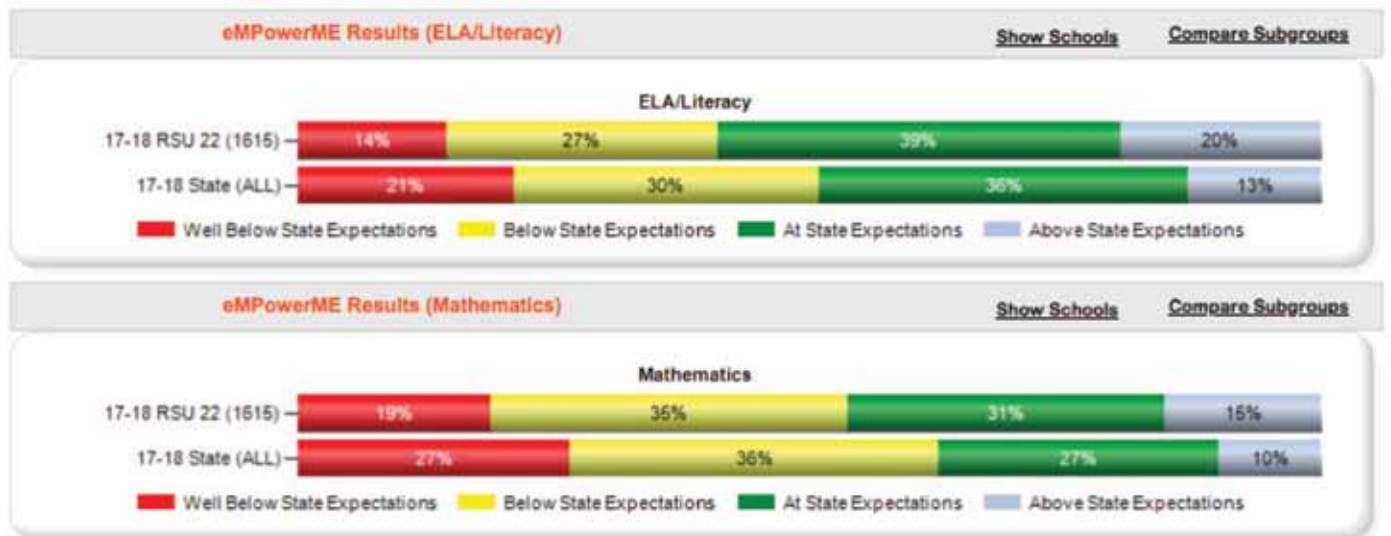 eMPowerME Results (ELA/Literacy) Show Schools Compare Subgroups
ELA/Literacy
17-18 RSU 22 (1615) 14% 27% 39% 20%
17-18 State (ALL) 21% 30% 36% 13%
Well Below State Expectations Below State Expectations At State Expectations Above State Expectations
eMPowerME Results (Mathematics) Show Schools Compare Subgroups
Mathematics
17-18 RSU 22 (1615) 19% 35% 31% 15%
17-18 State (ALL) 27% 36% 27% 10%
Well Below State Expectations Below State Expectations At State Expectations Above State Expectations